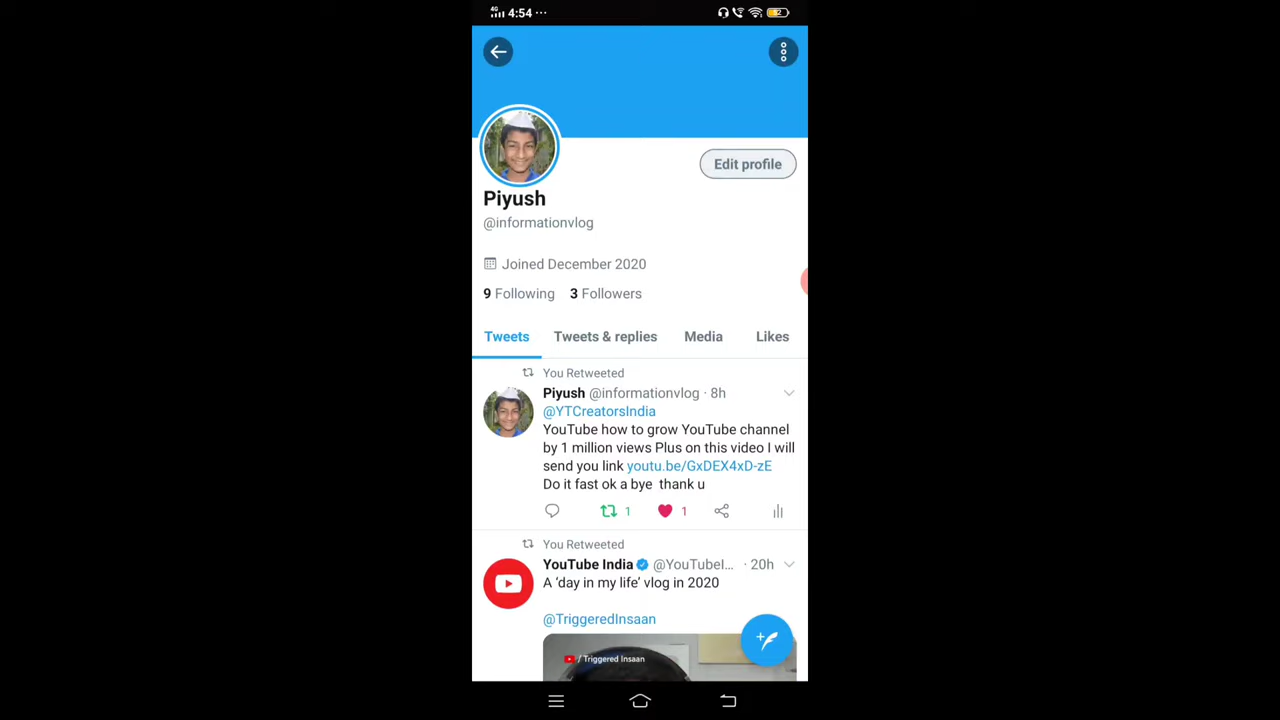 4G 4:54 ...
52
Edit profile
Piyush
@informationvlog
Joined December 2020
9 Following 3 Followers
Tweets Tweets & replies Media Likes
You Retweeted
Piyush @informationvlog · 8h
@YTCreatorsIndia
YouTube how to grow YouTube channel
by 1 million views Plus on this video I will
send you link youtu.be/GxDEX4xD-zE
Do it fast ok a bye thank u
1 1
You Retweeted
YouTube India @YouTubeI... · 20h
A ‘day in my life’ vlog in 2020
@TriggeredInsaan
/ Triggered Insaan